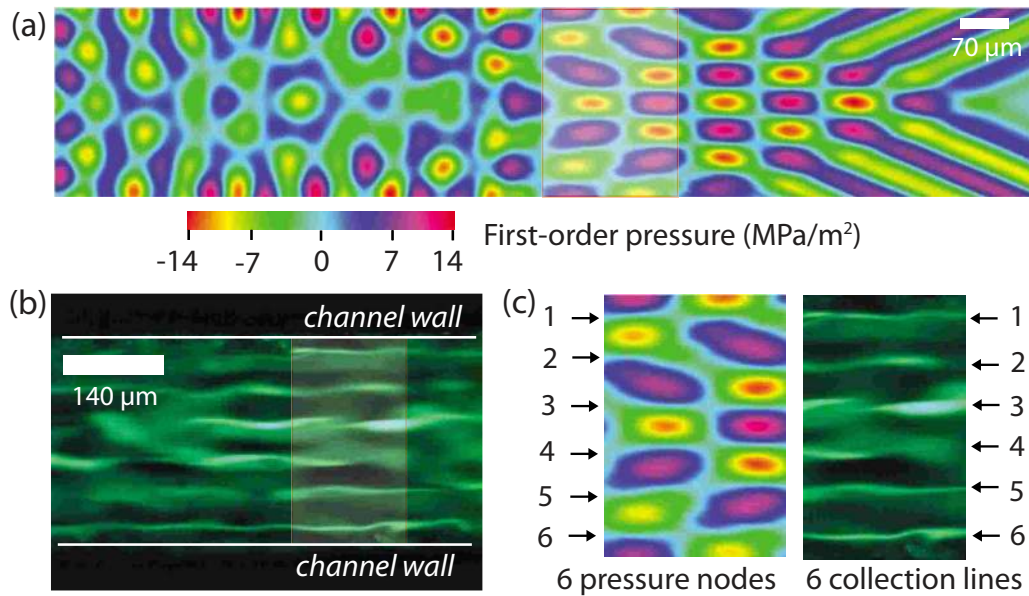 (a)
70 µm
-14 -7 0 7 14
First-order pressure (MPa/m²)
(b)
channel wall
140 µm
channel wall
(c)
1 1
2 2
3 3
4 4
5 5
6 6
6 pressure nodes 6 collection lines